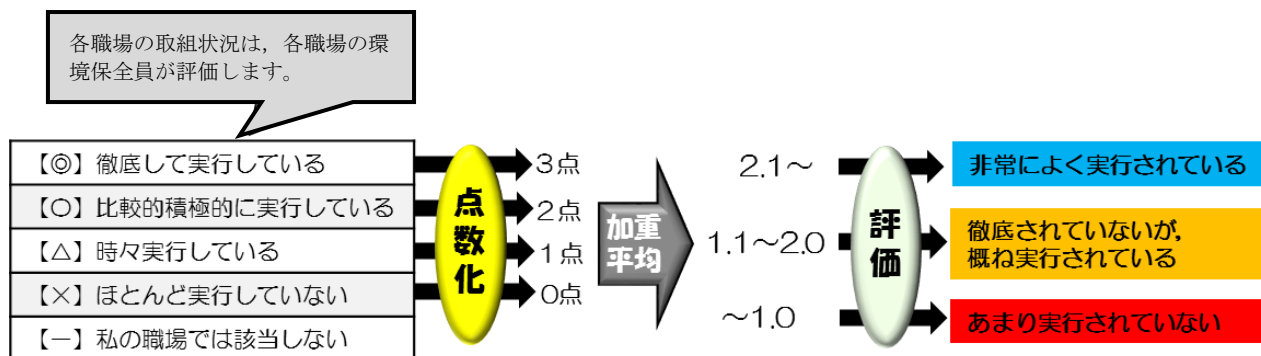 各職場の取組状況は，各職場の環
境保全員が評価します。
【◎】徹底して実行している
【○】比較的積極的に実行している
【△】時々実行している
【×】ほとんど実行していない
【－】私の職場では該当しない
点数化
3点
2点
1点
0点
加重
平均
2.1～
1.1～2.0
～1.0
評価
非常によく実行されている
徹底されていないが，
概ね実行されている
あまり実行されていない